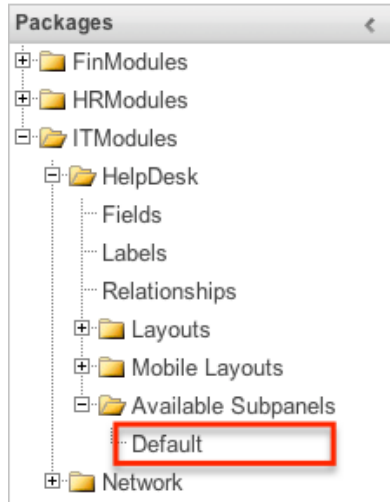 Packages
FinModules
HRModules
ITModules
HelpDesk
Fields
Labels
Relationships
Layouts
Mobile Layouts
Available Subpanels
Default
Network